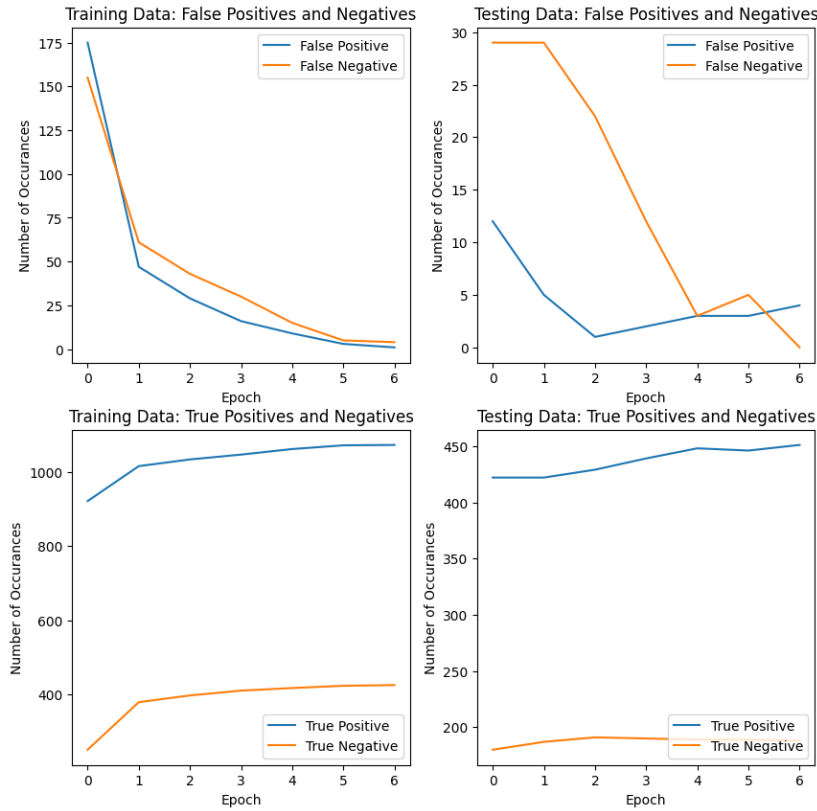 Training Data: False Positives and Negatives
175
150
125
100
75
50
25
0
Number of Occurances
False Positive
False Negative
0 1 2 3 4 5 6
Epoch
Testing Data: False Positives and Negatives
30
25
20
15
10
5
0
Number of Occurances
False Positive
False Negative
0 1 2 3 4 5 6
Epoch
Training Data: True Positives and Negatives
1000
800
600
400
Number of Occurances
True Positive
True Negative
0 1 2 3 4 5 6
Epoch
Testing Data: True Positives and Negatives
450
400
350
300
250
200
Number of Occurances
True Positive
True Negative
0 1 2 3 4 5 6
Epoch